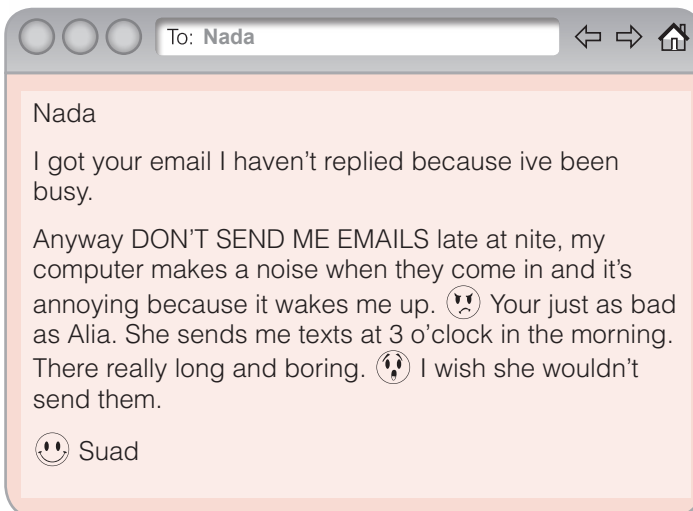 To: Nada
Nada
I got your email I haven't replied because ive been
busy.
Anyway DON'T SEND ME EMAILS late at nite, my
computer makes a noise when they come in and it's
annoying because it wakes me up. Your just as bad
as Alia. She sends me texts at 3 o'clock in the morning.
There really long and boring. I wish she wouldn't
send them.
Suad